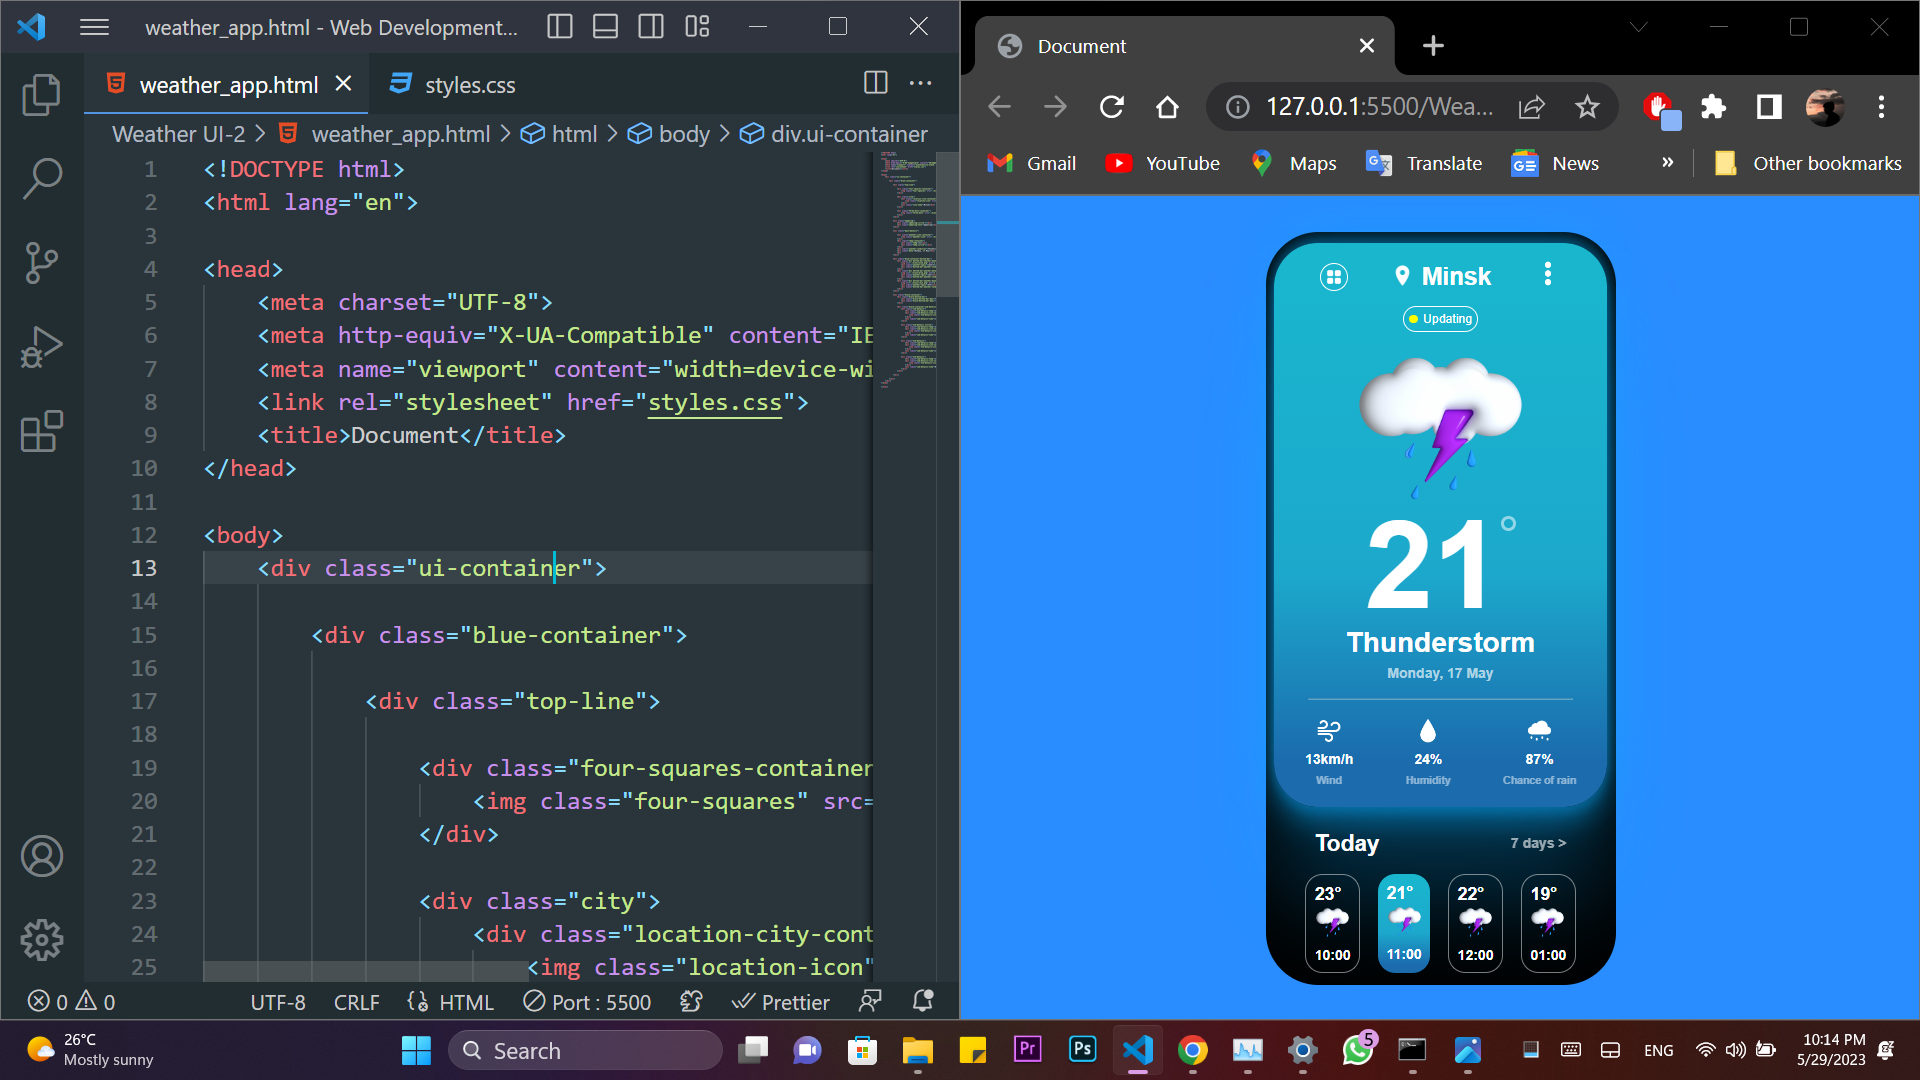 weather_app.html - Web Development...
weather_app.html
styles.css
Weather UI-2 > weather_app.html > html > body > div.ui-container
1 <!DOCTYPE html>
2 <html lang="en">
3
4 <head>
5 <meta charset="UTF-8">
6 <meta http-equiv="X-UA-Compatible" content="IE
7 <meta name="viewport" content="width=device-wi
8 <link rel="stylesheet" href="styles.css">
9 <title>Document</title>
10 </head>
11
12 <body>
13 <div class="ui-container">
14
15 <div class="blue-container">
16
17 <div class="top-line">
18
19 <div class="four-squares-container
20 <img class="four-squares" src=
21 </div>
22
23 <div class="city">
24 <div class="location-city-cont
25 <img class="location-icon"
0 0 UTF-8 CRLF HTML Port : 5500 Prettier
Document
127.0.0.1:5500/Wea...
Gmail YouTube Maps Translate News » Other bookmarks
Minsk
Updating
21°
Thunderstorm
Monday, 17 May
13km/h 24% 87%
Wind Humidity Chance of rain
Today 7 days >
23° 21° 22° 19°
10:00 11:00 12:00 01:00
26°C
Mostly sunny
Search
Pr
Ps
5
ENG
10:14 PM
5/29/2023